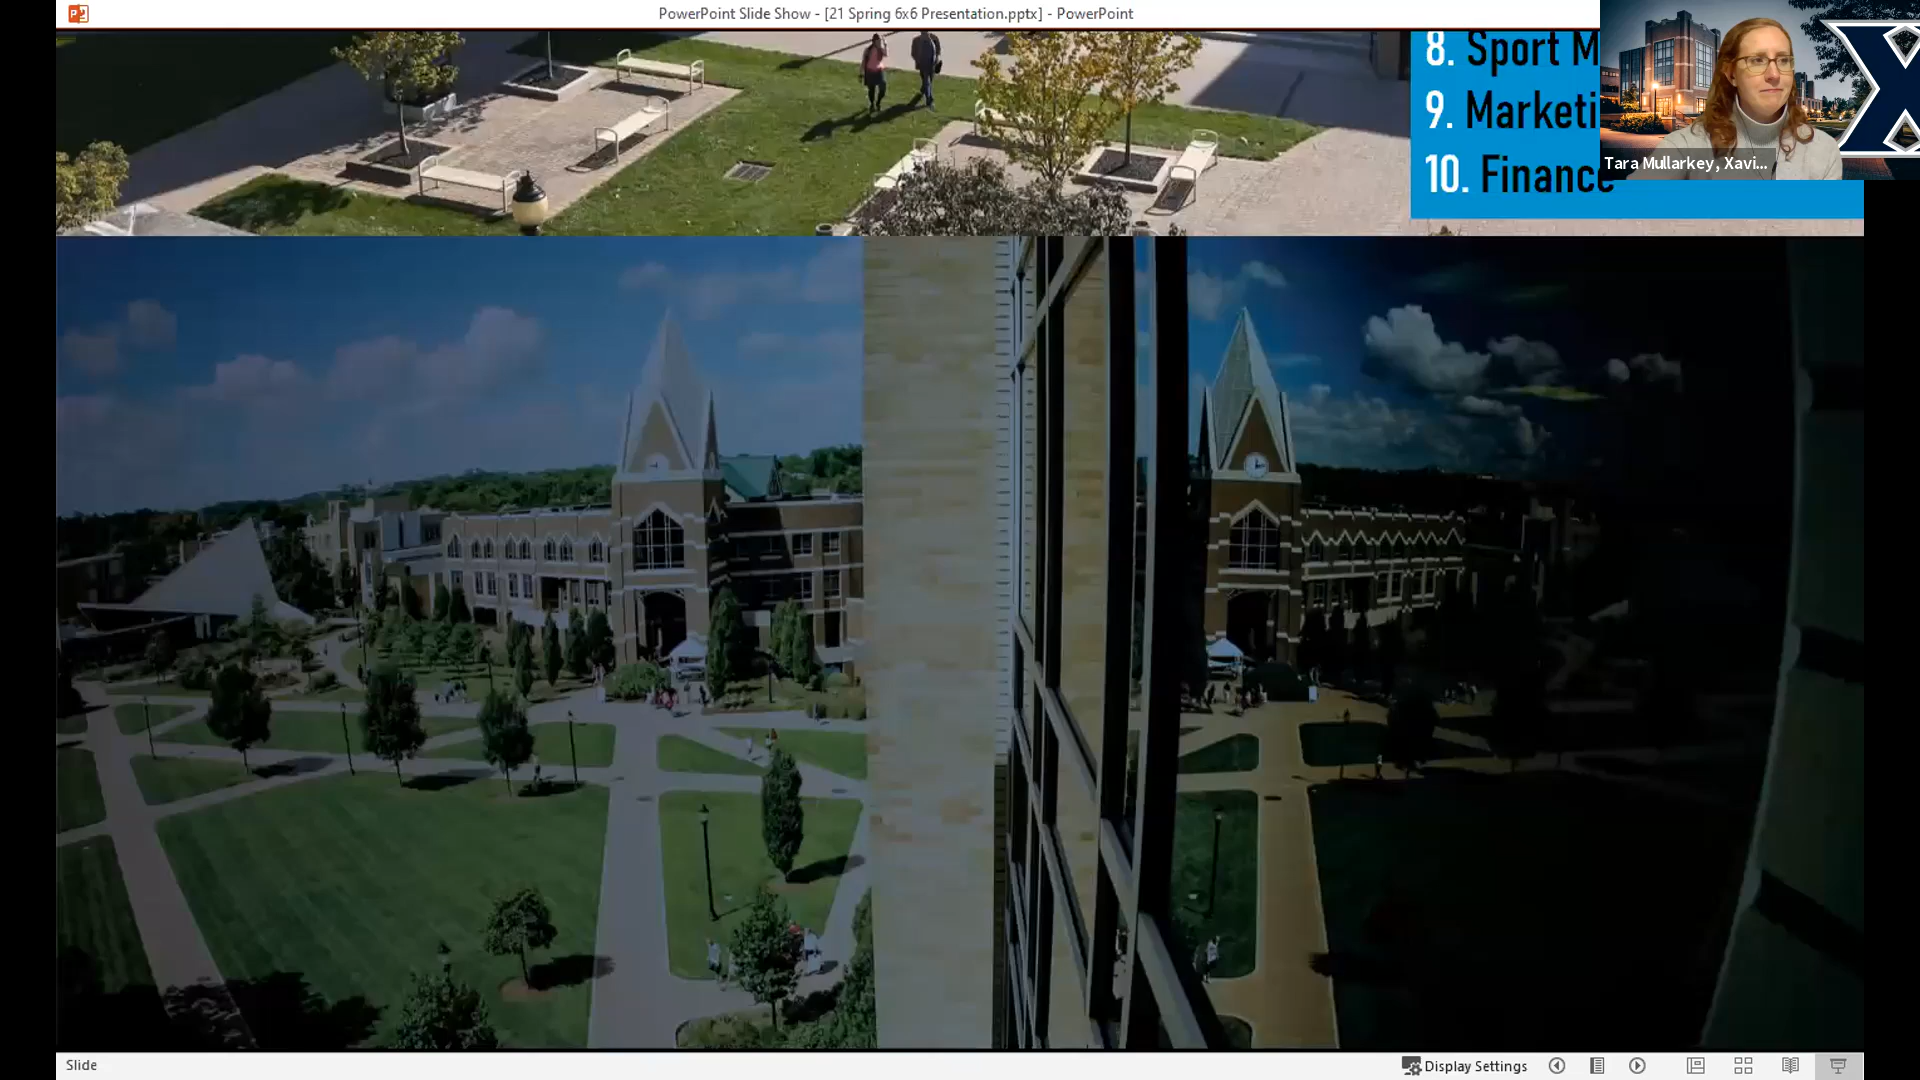 PowerPoint Slide Show - [21 Spring 6x6 Presentation.pptx] - PowerPoint
8. Sport M
9. Marketi
10. Finance
X
Tara Mullarkey, Xavi...
Slide
Display Settings